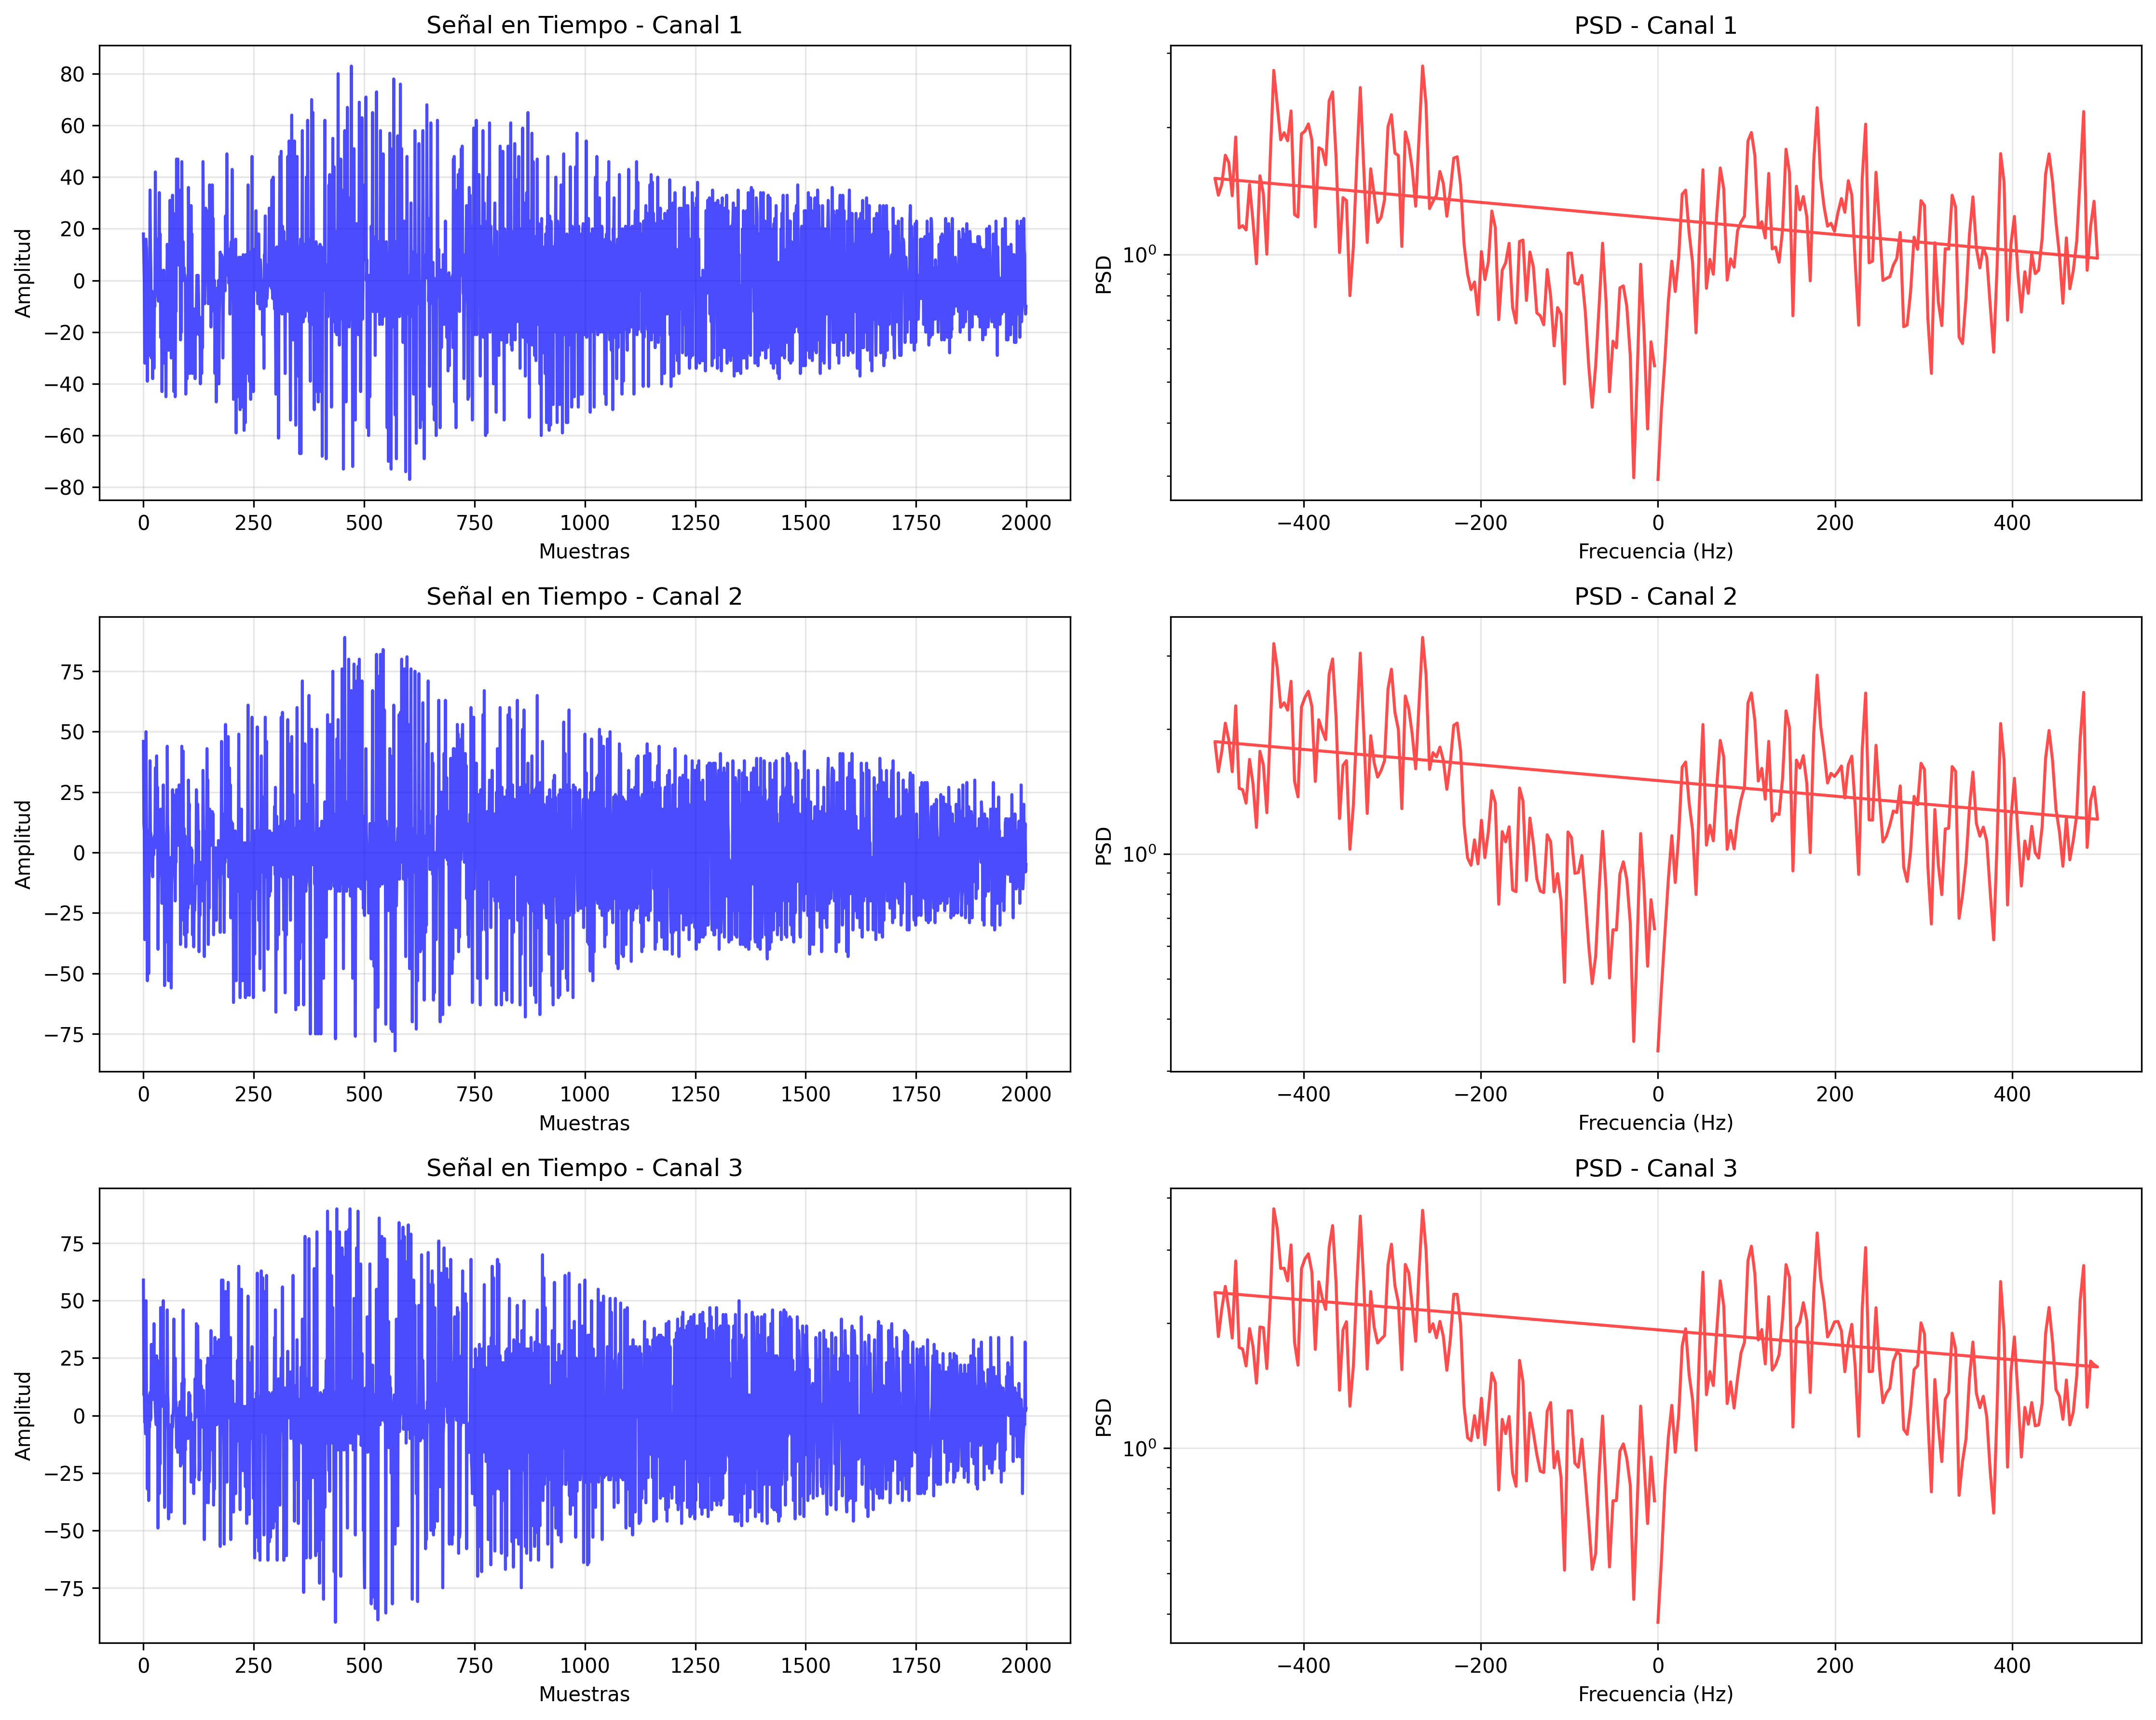 Señal en Tiempo - Canal 1
Amplitud
80
60
40
20
0
−20
−40
−60
−80
0 250 500 750 1000 1250 1500 1750 2000
Muestras
PSD - Canal 1
PSD
10⁰
−400 −200 0 200 400
Frecuencia (Hz)
Señal en Tiempo - Canal 2
Amplitud
75
50
25
0
−25
−50
−75
0 250 500 750 1000 1250 1500 1750 2000
Muestras
PSD - Canal 2
PSD
10⁰
−400 −200 0 200 400
Frecuencia (Hz)
Señal en Tiempo - Canal 3
Amplitud
75
50
25
0
−25
−50
−75
0 250 500 750 1000 1250 1500 1750 2000
Muestras
PSD - Canal 3
PSD
10⁰
−400 −200 0 200 400
Frecuencia (Hz)